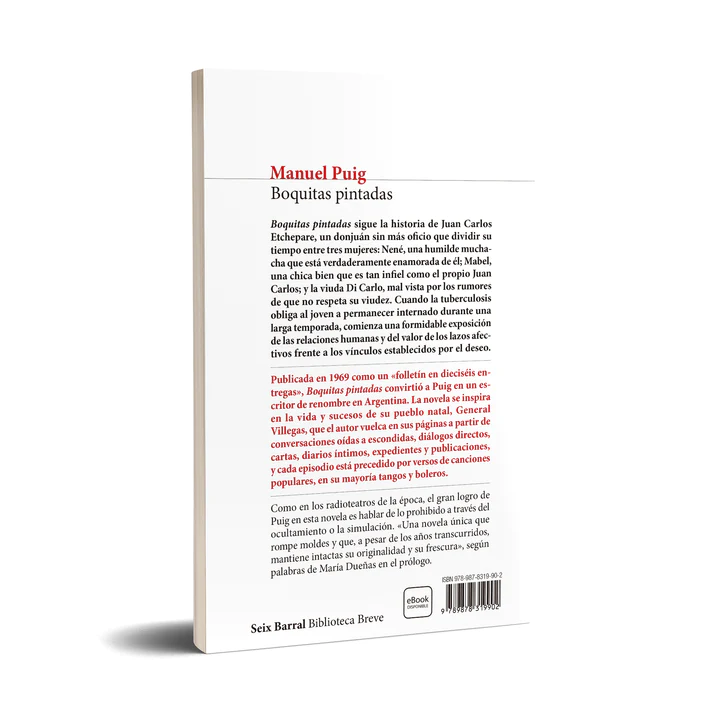 Manuel Puig
Boquitas pintadas
Boquitas pintadas sigue la historia de Juan Carlos
Etchepare, un donjuán sin más oficio que dividir su
tiempo entre tres mujeres: Nené, una humilde mucha-
cha que está verdaderamente enamorada de él; Mabel,
una chica bien que es tan infiel como el propio Juan
Carlos; y la viuda Di Carlo, mal vista por los rumores
de que no respeta su viudez. Cuando la tuberculosis
obliga al joven a permanecer internado durante una
larga temporada, comienza una formidable exposición
de las relaciones humanas y del valor de los lazos afec-
tivos frente a los vínculos establecidos por el deseo.
Publicada en 1969 como un «folletín en dieciséis en-
tregas», Boquitas pintadas convirtió a Puig en un es-
critor de renombre en Argentina. La novela se inspira
en la vida y sucesos de su pueblo natal, General
Villegas, que el autor vuelca en sus páginas a partir de
conversaciones oídas a escondidas, diálogos directos,
cartas, diarios íntimos, expedientes y publicaciones,
y cada episodio está precedido por versos de canciones
populares, en su mayoría tangos y boleros.
Como en los radioteatros de la época, el gran logro de
Puig en esta novela es hablar de lo prohibido a través del
ocultamiento o la simulación. «Una novela única que
rompe moldes y que, a pesar de los años transcurridos,
mantiene intactas su originalidad y su frescura», según
palabras de María Dueñas en el prólogo.
ISBN 978-987-8319-90-2
eBook
DISPONIBLE
9 789878 319902
Seix Barral Biblioteca Breve